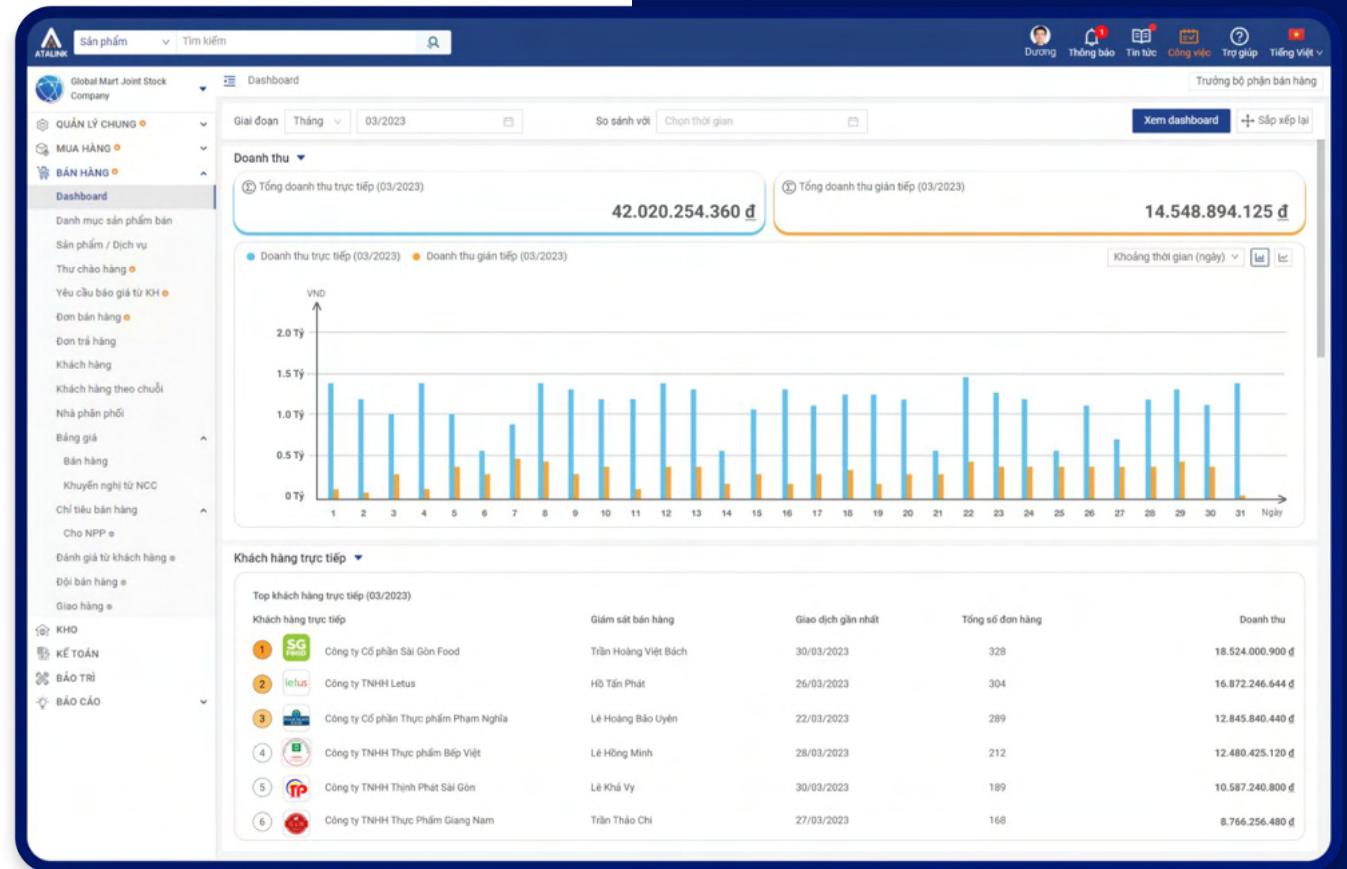 ATALINK
Sản phẩm
Tìm kiếm
Dương
Thông báo
1
Tin tức
Công việc
Trợ giúp
Tiếng Việt
Global Mart Joint Stock
Company
Dashboard
Trưởng bộ phận bán hàng
QUẢN LÝ CHUNG
MUA HÀNG
BÁN HÀNG
Dashboard
Danh mục sản phẩm bán
Sản phẩm / Dịch vụ
Thư chào hàng
Yêu cầu báo giá từ KH
Đơn bán hàng
Đơn trả hàng
Khách hàng
Khách hàng theo chuỗi
Nhà phân phối
Bảng giá
Bán hàng
Khuyến nghị từ NCC
Chỉ tiêu bán hàng
Cho NPP
Đánh giá từ khách hàng
Đội bán hàng
Giao hàng
KHO
KẾ TOÁN
BẢO TRÌ
BÁO CÁO
Giai đoạn Tháng 03/2023 So sánh với Chọn thời gian Xem dashboard Sắp xếp lại
Doanh thu
Tổng doanh thu trực tiếp (03/2023)
42.020.254.360 ₫
Tổng doanh thu gián tiếp (03/2023)
14.548.894.125 ₫
Doanh thu trực tiếp (03/2023) Doanh thu gián tiếp (03/2023) Khoảng thời gian (ngày)
VND
2.0 Tỷ
1.5 Tỷ
1.0 Tỷ
0.5 Tỷ
0 Tỷ
1 2 3 4 5 6 7 8 9 10 11 12 13 14 15 16 17 18 19 20 21 22 23 24 25 26 27 28 29 30 31 Ngày
Khách hàng trực tiếp
Top khách hàng trực tiếp (03/2023)
Khách hàng trực tiếp Giám sát bán hàng Giao dịch gần nhất Tổng số đơn hàng Doanh thu
1 SG FOOD Công ty Cổ phần Sài Gòn Food Trần Hoàng Việt Bách 30/03/2023 328 18.524.000.900 ₫
2 letus Công ty TNHH Letus Hồ Tấn Phát 26/03/2023 304 16.872.246.644 ₫
3 Công ty Cổ phần Thực phẩm Phạm Nghĩa Lê Hoàng Bảo Uyên 22/03/2023 289 12.845.840.440 ₫
4 Công ty TNHH Thực phẩm Bếp Việt Lê Hồng Minh 28/03/2023 212 12.480.425.120 ₫
5 TP Công ty TNHH Thịnh Phát Sài Gòn Lê Khả Vy 30/03/2023 189 10.587.240.800 ₫
6 Công ty TNHH Thực Phẩm Giang Nam Trần Thảo Chi 27/03/2023 168 8.766.256.480 ₫